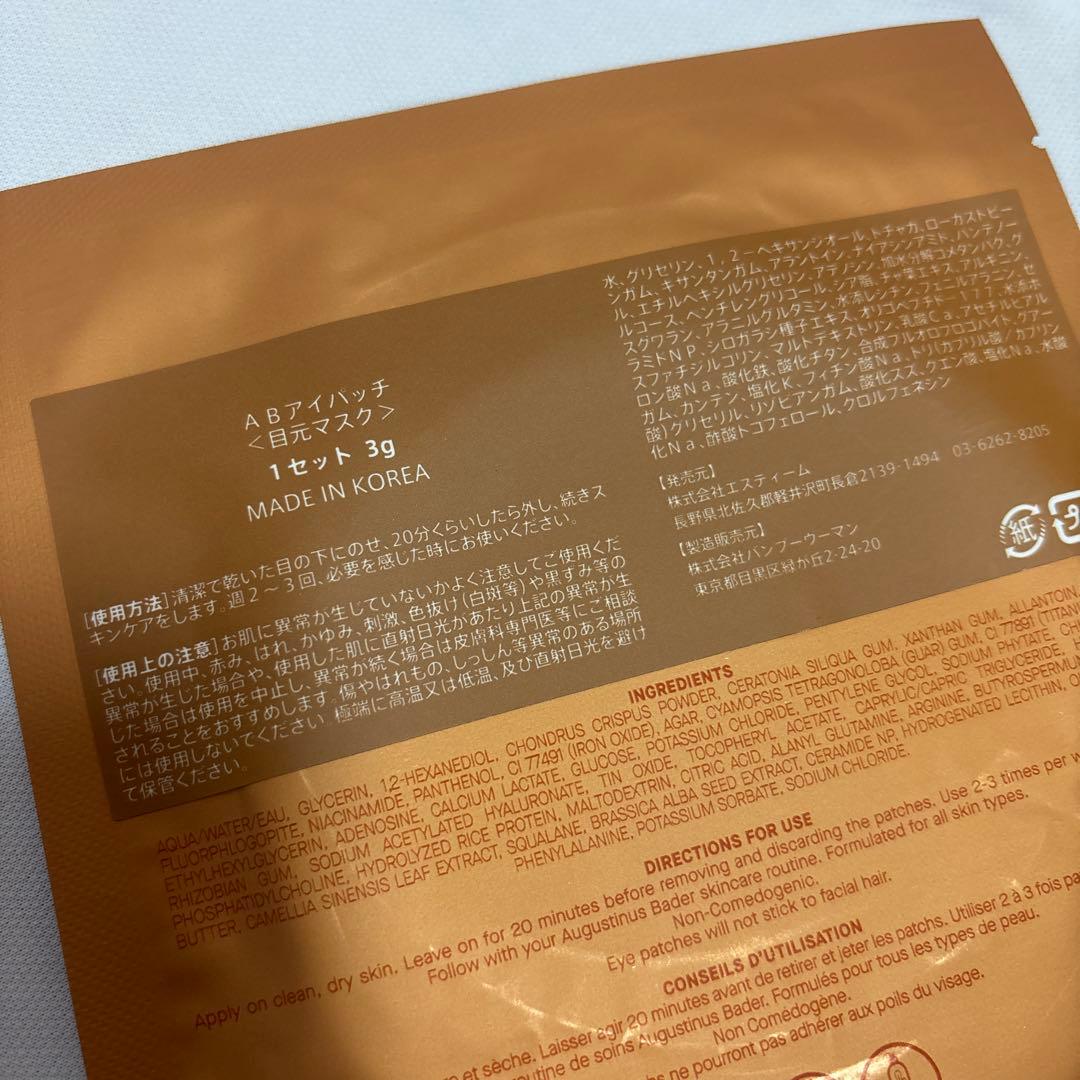 ABアイパッチ
<目元マスク>
1セット 3g
MADE IN KOREA
[使用方法]清潔で乾いた目の下にのせ、20分くらいしたら外し、続きス
キンケアをします。週2~3回、必要を感じた時にお使いください。
[使用上の注意]お肌に異常が生じていないかよく注意してご使用くだ
さい。使用中、赤み、はれ、かゆみ、刺激、色抜け(白斑等)や黒ずみ等の
異常が生じた場合や、使用した肌に直射日光があたり上記の異常が生
じた場合は使用を中止し、異常が続く場合は皮膚科専門医等にご相談
されることをおすすめします。傷やはれもの、しっしん等異常のある場所
には使用しないでください。極端に高温又は低温、及び直射日光を避け
て保管ください。
水、グリセリン、1,2-ヘキサンジオール、トチャカ、ローカストビー
ンガム、キサンタンガム、アラントイン、ナイアシンアミド、パンテノー
ル、エチルヘキシルグリセリン、アデノシン、加水分解コメタンパク、グ
ルコース、ペンチレングリコール、シア脂、チャ葉エキス、アルギニン、
スクワラン、アラニルグルタミン、水添レシチン、フェニルアラニン、セ
ラミドNP、シロガラシ種子エキス、オリゴペプチド-177、水添ホ
スファチジルコリン、マルトデキストリン、乳酸Ca、アセチルヒアル
ロン酸Na、酸化鉄、酸化チタン、合成フルオロフロゴパイト、グアー
ガム、カンテン、塩化K、フィチン酸Na、トリ(カプリル酸/カプリン
酸)グリセリル、リゾビアンガム、酸化スズ、クエン酸、塩化Na、水酸
化Na、酢酸トコフェロール、クロルフェネシン
【発売元】
株式会社エスティーム
長野県北佐久郡軽井沢町長倉2139-1494 03-6262-8205
【製造販売元】
株式会社バンブーウーマン
東京都目黒区緑が丘2-24-20
紙
プ
INGREDIENTS
AQUA/WATER/EAU, GLYCERIN, 1,2-HEXANEDIOL, CHONDRUS CRISPUS POWDER, CERATONIA SILIQUA GUM, XANTHAN GUM, ALLANTOIN,
FLUORPHLOGOPITE, NIACINAMIDE, PANTHENOL, CI 77491 (IRON OXIDE), AGAR, CYAMOPSIS TETRAGONOLOBA (GUAR) GUM, CI 77891 (TITANI
ETHYLHEXYLGLYCERIN, ADENOSINE, CALCIUM LACTATE, GLUCOSE, POTASSIUM CHLORIDE, PENTYLENE GLYCOL, SODIUM PHYTATE,
RHIZOBIAN GUM, SODIUM ACETYLATED HYALURONATE, TIN OXIDE, TOCOPHERYL ACETATE, CAPRYLIC/CAPRIC TRIGLYCERIDE,
PHOSPHATIDYLCHOLINE, HYDROLYZED RICE PROTEIN, MALTODEXTRIN, CITRIC ACID, ALANYL GLUTAMINE, ARGININE, BUTYROSPERMUM
BUTTER, CAMELLIA SINENSIS LEAF EXTRACT, SQUALANE, BRASSICA ALBA SEED EXTRACT, CERAMIDE NP, HYDROGENATED LECITHIN,
PHENYLALANINE, POTASSIUM SORBATE, SODIUM CHLORIDE.
DIRECTIONS FOR USE
Apply on clean, dry skin. Leave on for 20 minutes before removing and discarding the patches. Use 2-3 times per
Follow with your Augustinus Bader skincare routine. Formulated for all skin types.
Non-Comedogenic.
Eye patches will not stick to facial hair.
CONSEILS D'UTILISATION
et sèche. Laisser agir 20 minutes avant de retirer et jeter les patchs. Utiliser 2 à 3 fois
routine de soins Augustinus Bader. Formulés pour tous les types de peau.
Non Comédogène.
ne pourront pas adhérer aux poils du visage.